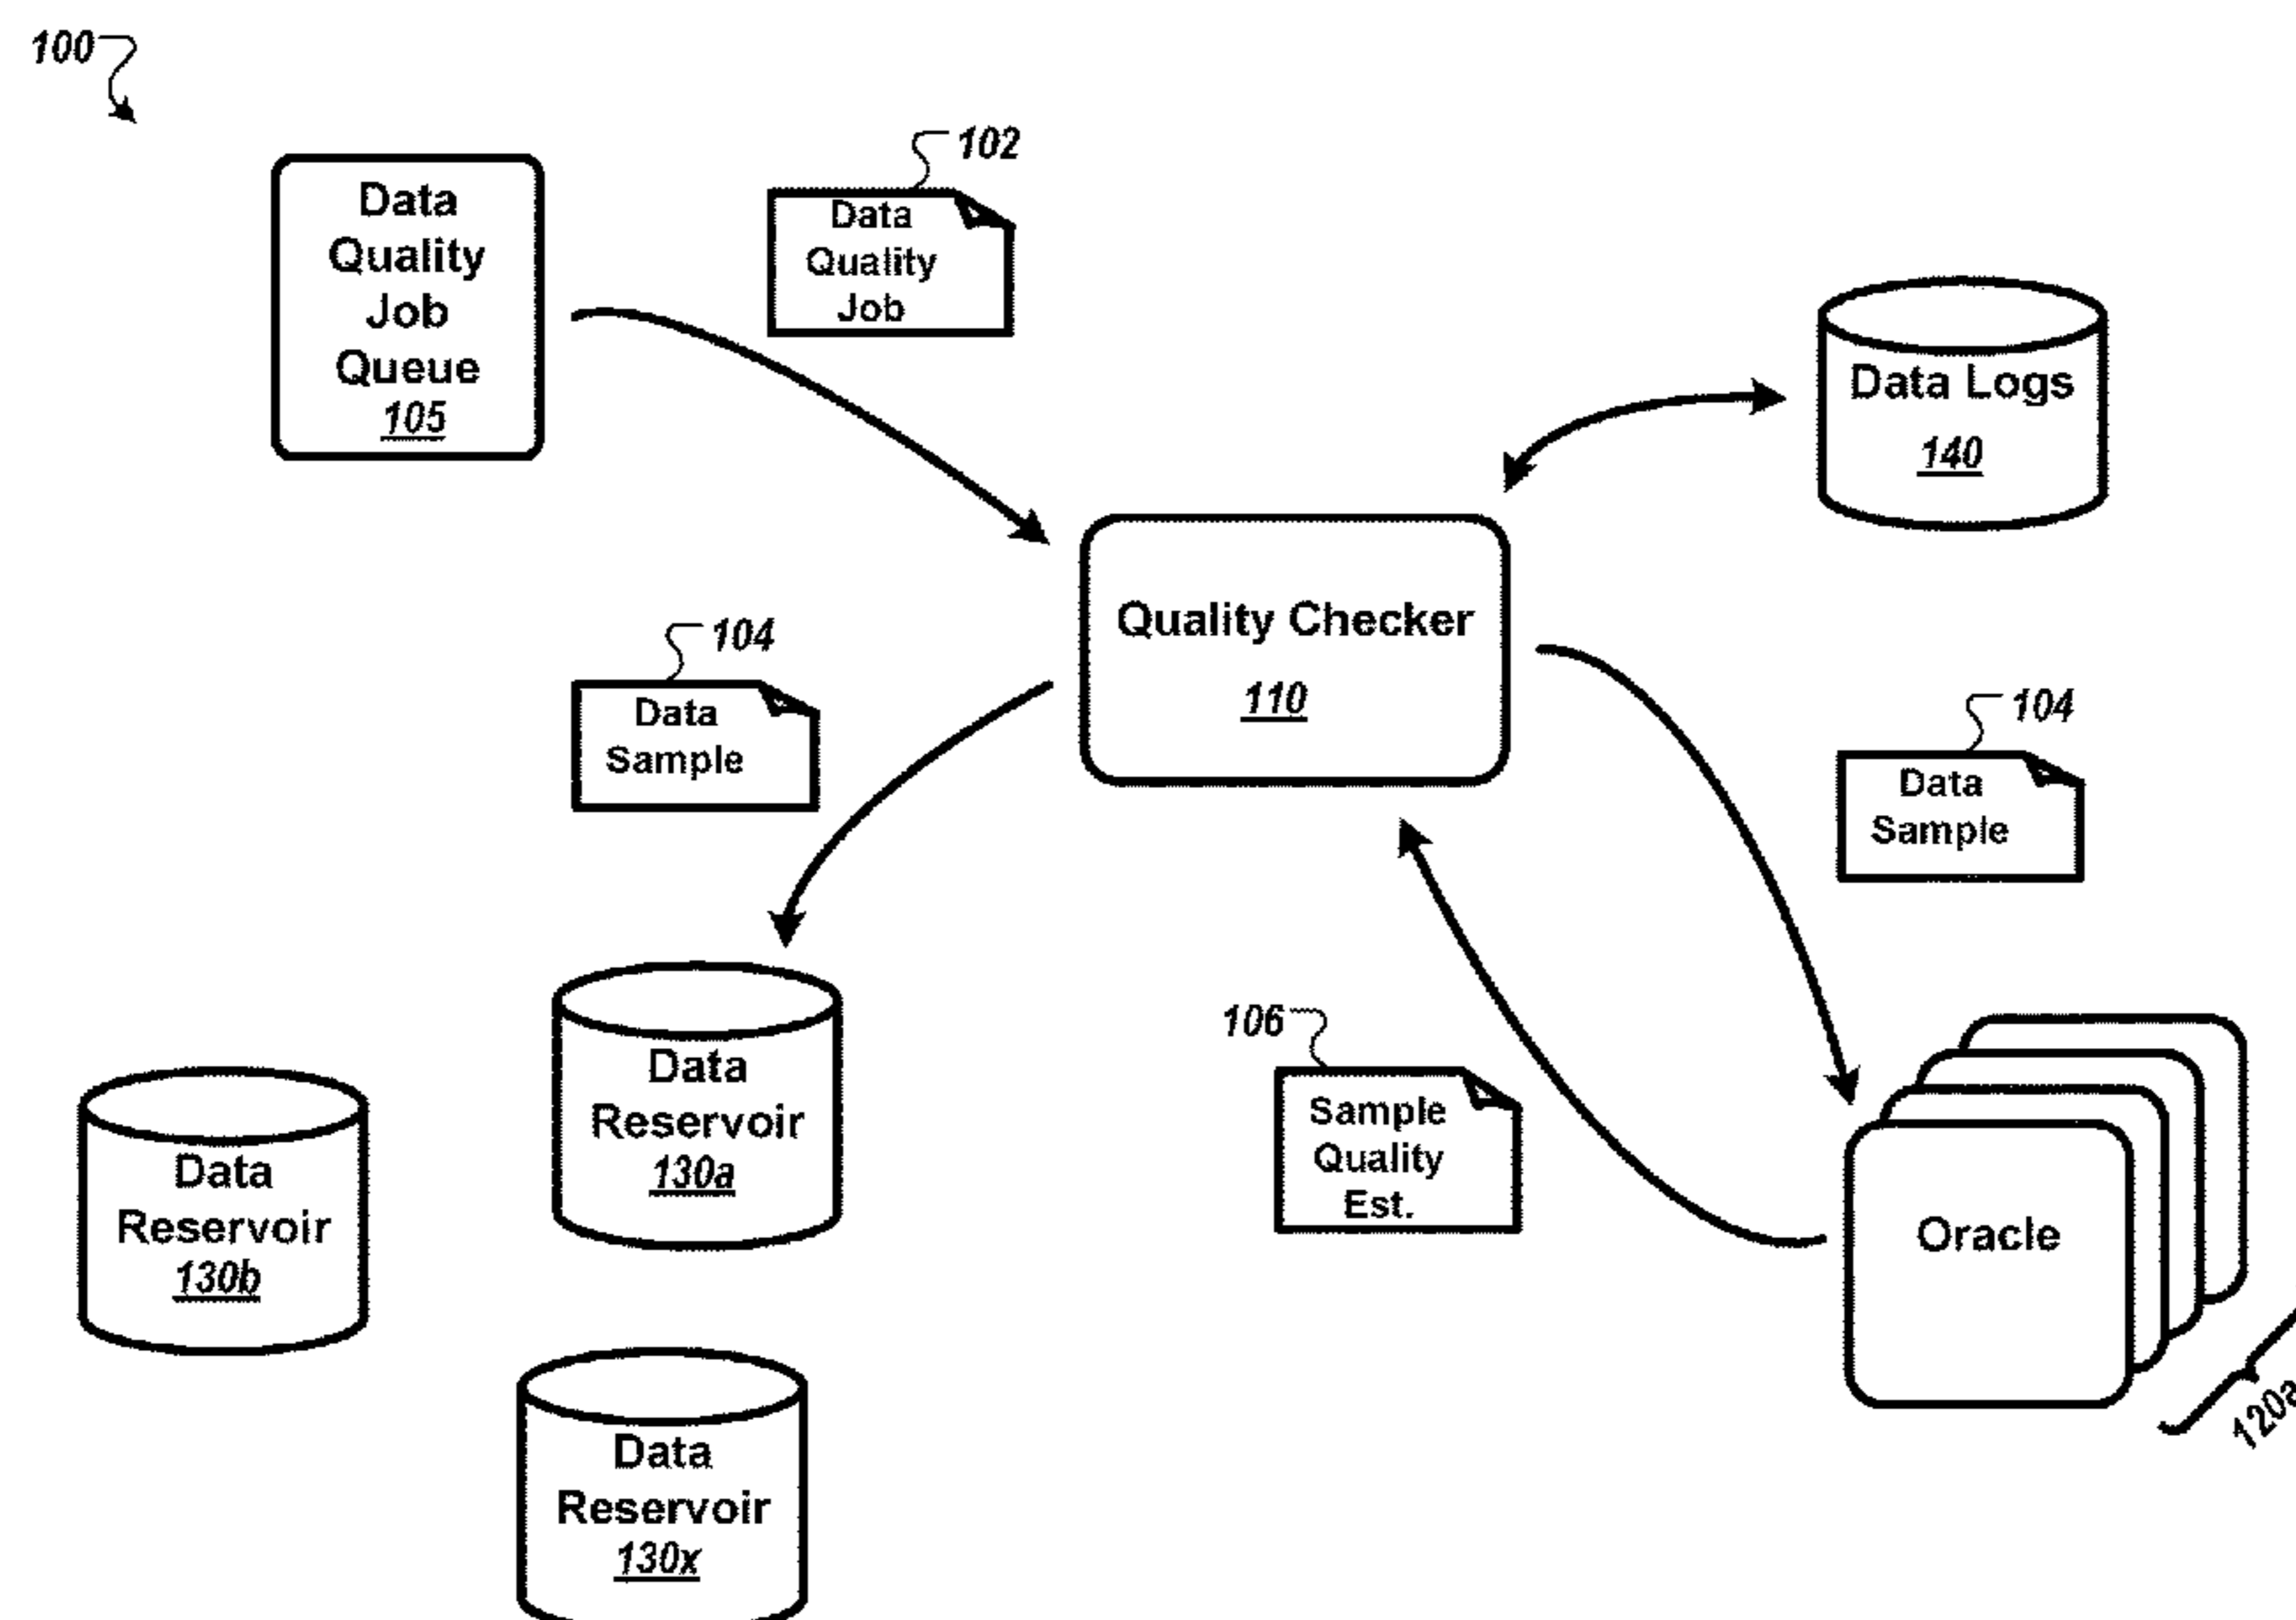 100
102
Data
Quality
Job
Queue
105
Data
Quality
Job
Data Logs
140
Quality Checker
110
104
Data
Sample
104
Data
Sample
Data
Reservoir
130a
106
Sample
Quality
Est.
Data
Reservoir
130b
Oracle
120a
Data
Reservoir
130x